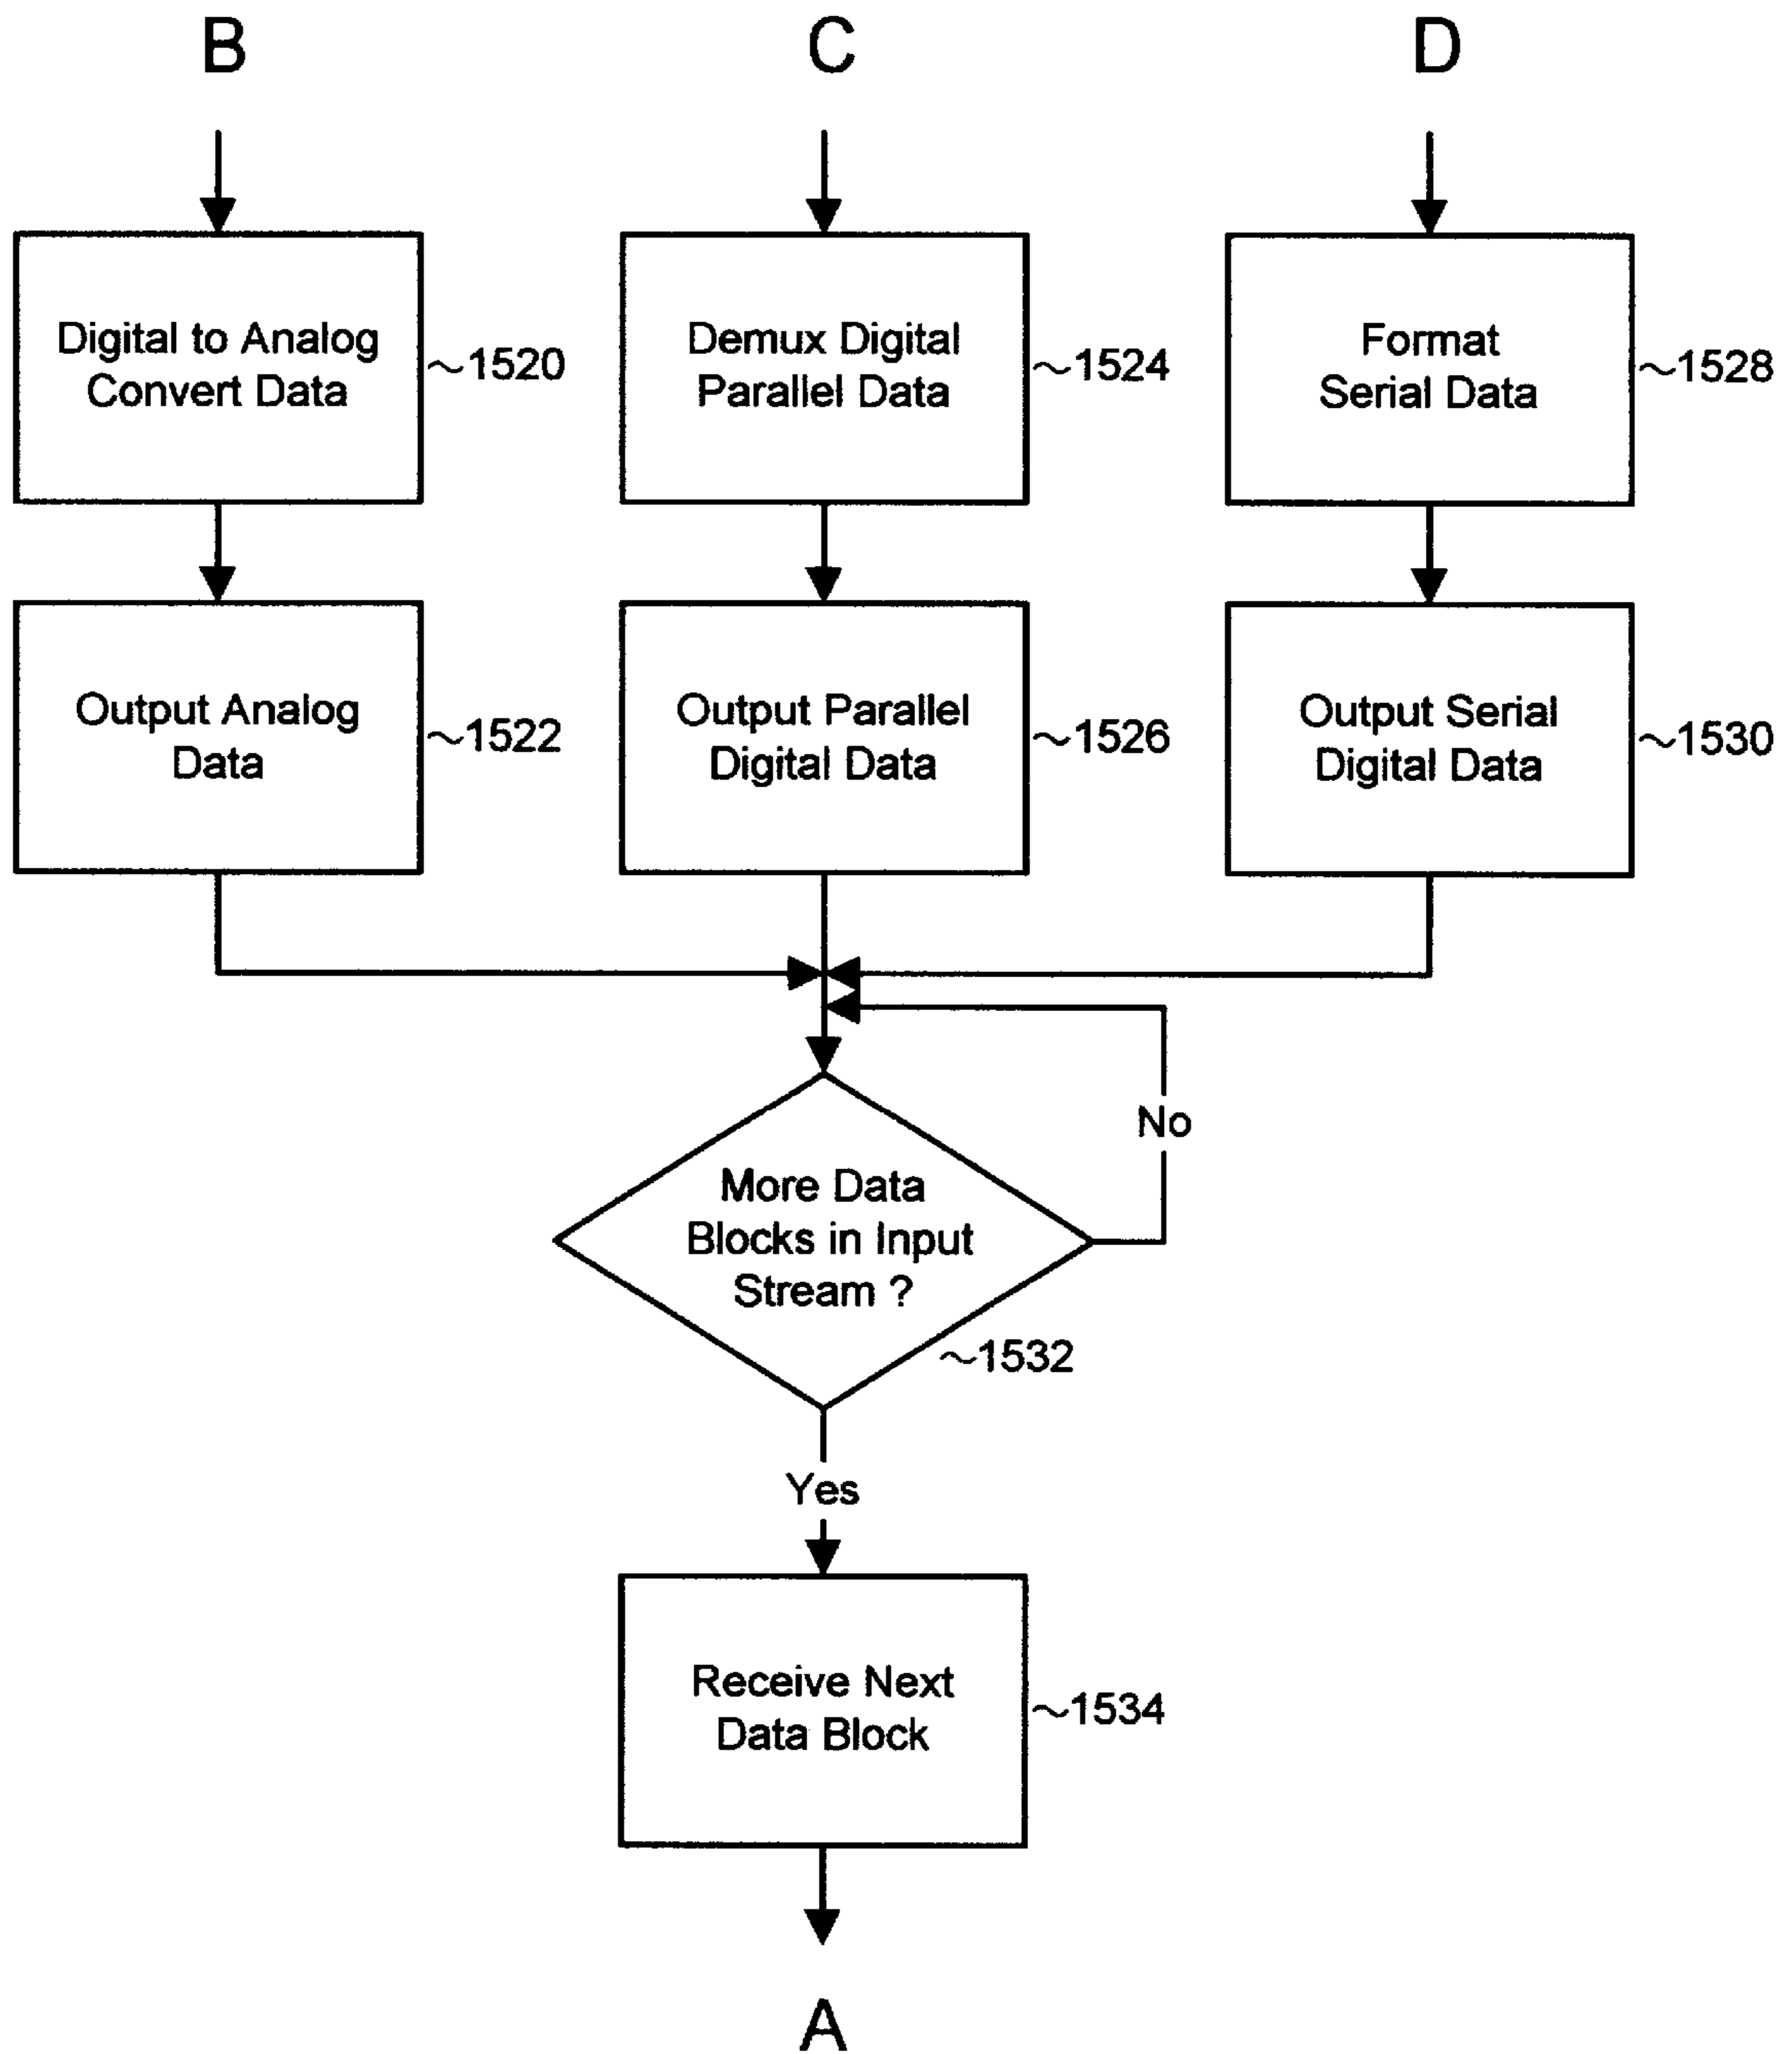 B
C
D
Digital to Analog
Convert Data
~1520
Demux Digital
Parallel Data
~1524
Format
Serial Data
~1528
Output Analog
Data
~1522
Output Parallel
Digital Data
~1526
Output Serial
Digital Data
~1530
No
More Data
Blocks in Input
Stream ?
~1532
Yes
Receive Next
Data Block
~1534
A